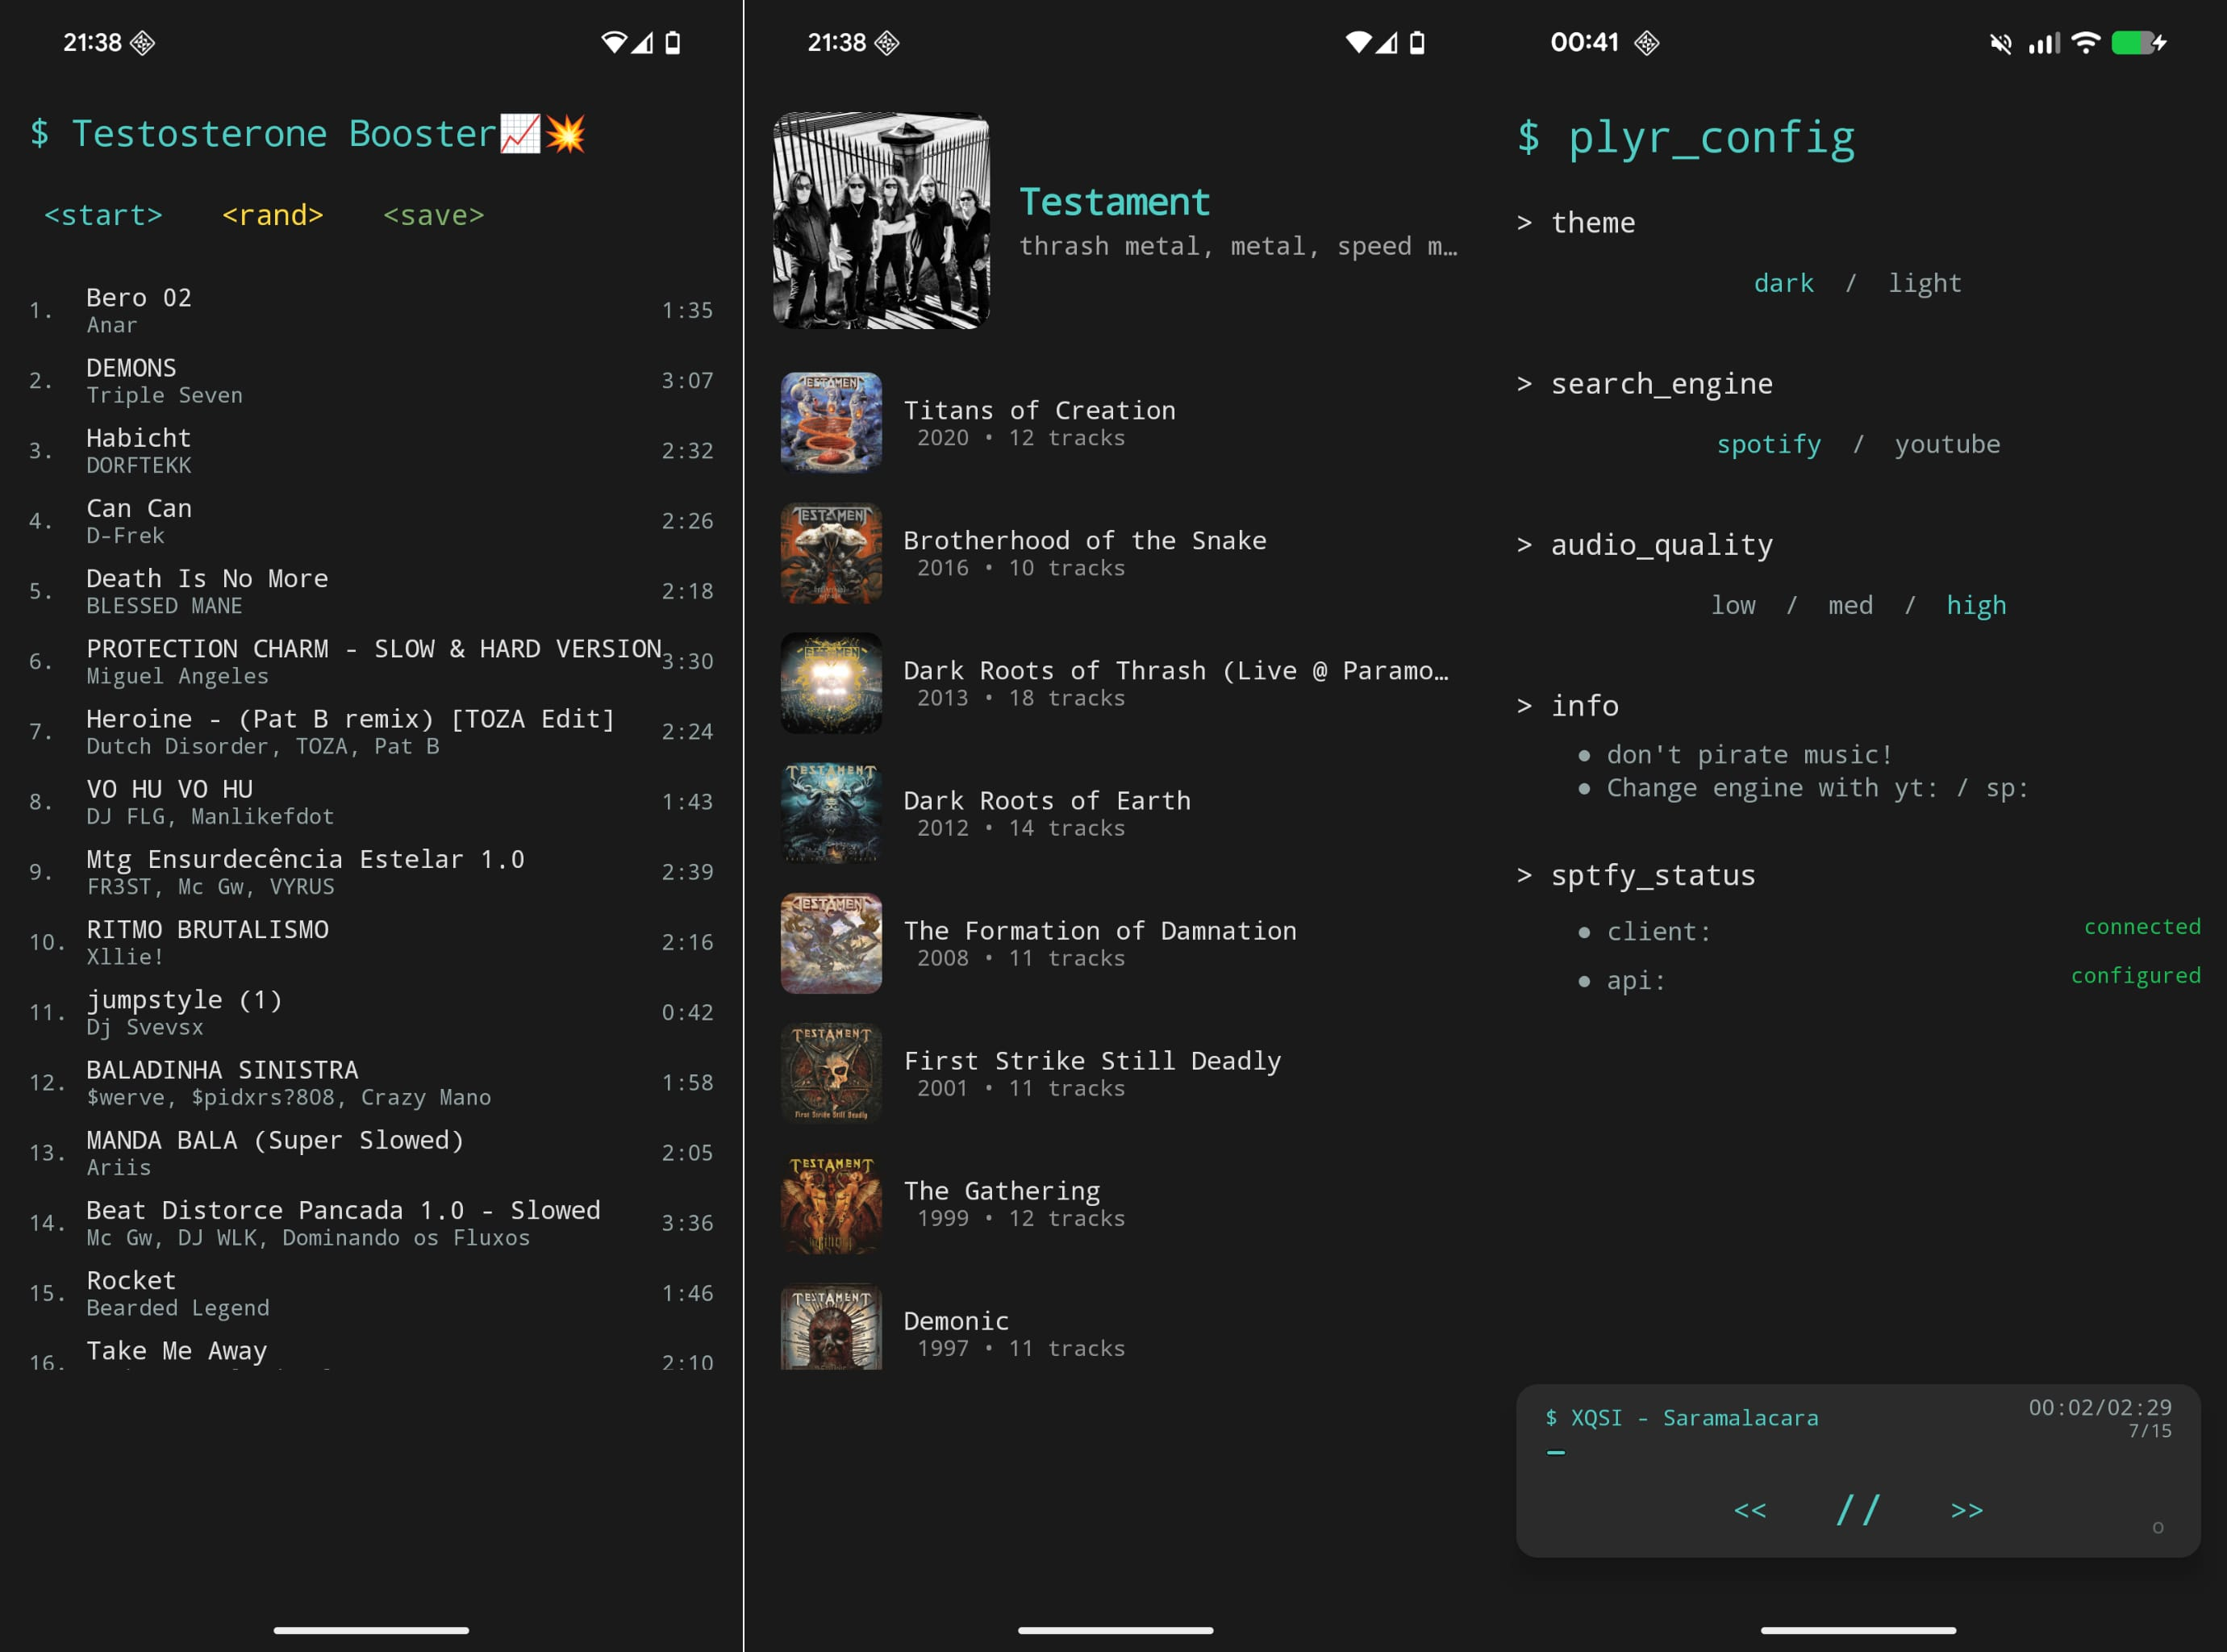 21:38
$ Testosterone Booster📈💥
<start> <rand> <save>
1. Bero 02 1:35
Anar
2. DEMONS 3:07
Triple Seven
3. Habicht 2:32
DORFTEKK
4. Can Can 2:26
D-Frek
5. Death Is No More 2:18
BLESSED MANE
6. PROTECTION CHARM - SLOW & HARD VERSION 3:30
Miguel Angeles
7. Heroine - (Pat B remix) [TOZA Edit] 2:24
Dutch Disorder, TOZA, Pat B
8. VO HU VO HU 1:43
DJ FLG, Manlikefdot
9. Mtg Ensurdecência Estelar 1.0 2:39
FR3ST, Mc Gw, VYRUS
10. RITMO BRUTALISMO 2:16
Xllie!
11. jumpstyle (1) 0:42
Dj Svevsx
12. BALADINHA SINISTRA 1:58
$werve, $pidxrs?808, Crazy Mano
13. MANDA BALA (Super Slowed) 2:05
Ariis
14. Beat Distorce Pancada 1.0 - Slowed 3:36
Mc Gw, DJ WLK, Dominando os Fluxos
15. Rocket 1:46
Bearded Legend
16. Take Me Away 2:10
21:38
Testament
thrash metal, metal, speed m…
TESTAMENT
Titans of Creation
2020 • 12 tracks
TESTAMENT
Brotherhood of the Snake
2016 • 10 tracks
Dark Roots of Thrash (Live @ Paramo…
2013 • 18 tracks
TESTAMENT
Dark Roots of Earth
2012 • 14 tracks
TESTAMENT
The Formation of Damnation
2008 • 11 tracks
TESTAMENT
First Strike Still Deadly
First Strike Still Deadly
2001 • 11 tracks
TESTAMENT
The Gathering
1999 • 12 tracks
TESTAMENT
Demonic
1997 • 11 tracks
00:41
$ plyr_config
> theme
dark / light
> search_engine
spotify / youtube
> audio_quality
low / med / high
> info
● don't pirate music!
● Change engine with yt: / sp:
> sptfy_status
● client: connected
● api: configured
$ XQSI - Saramalacara 00:02/02:29
7/15
<< // >>
o